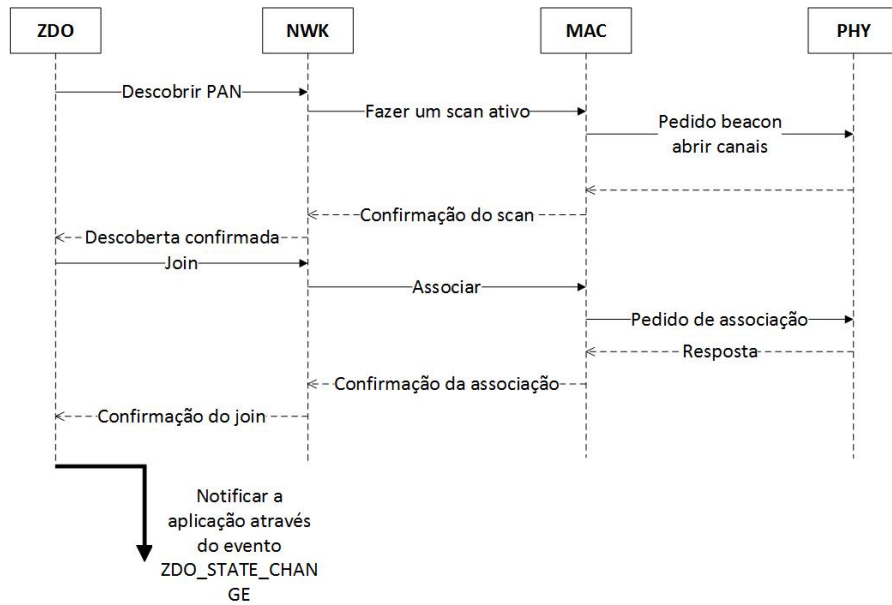 ZDO
NWK
MAC
PHY
Descobrir PAN
Fazer um scan ativo
Pedido beacon
abrir canais
Confirmação do scan
Descoberta confirmada
Join
Associar
Pedido de associação
Resposta
Confirmação da associação
Confirmação do join
Notificar a
aplicação através
do evento
ZDO_STATE_CHAN
GE